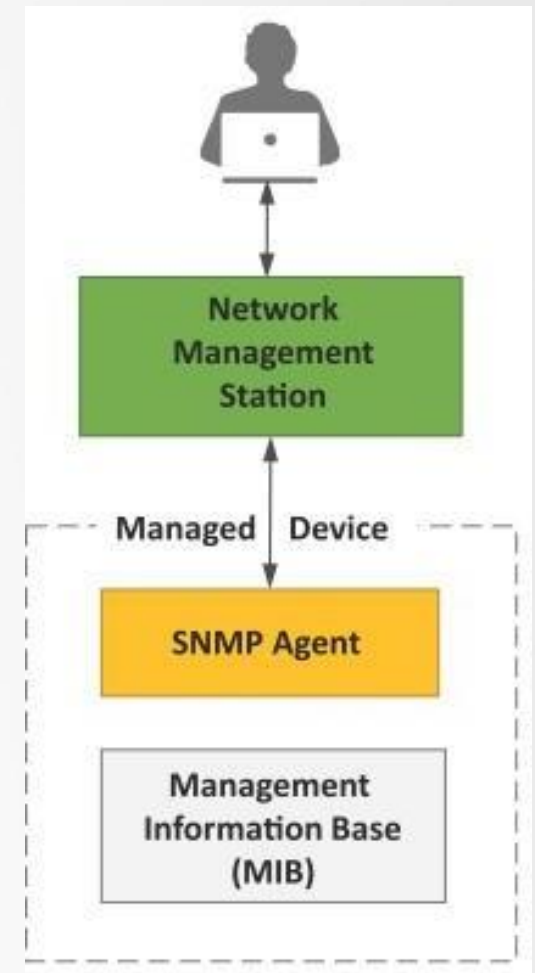 Network
Management
Station
Managed Device
SNMP Agent
Management
Information Base
(MIB)